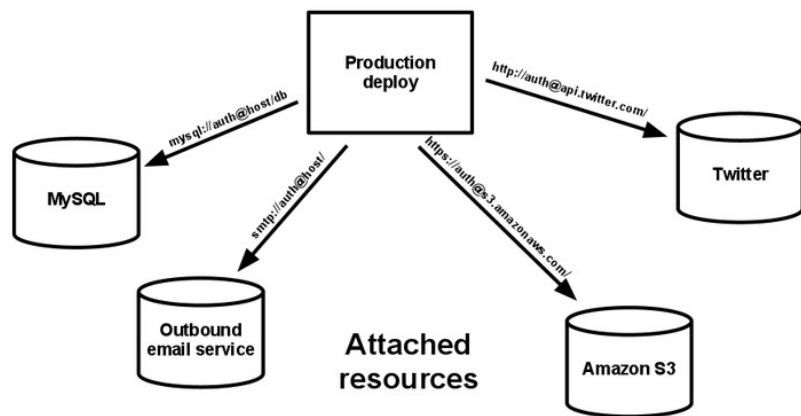 Production
deploy
mysql://auth@host/db
http://auth@api.twitter.com/
smtp://auth@host/
https://auth@s3.amazonaws.com/
MySQL
Twitter
Outbound
email service
Attached
resources
Amazon S3